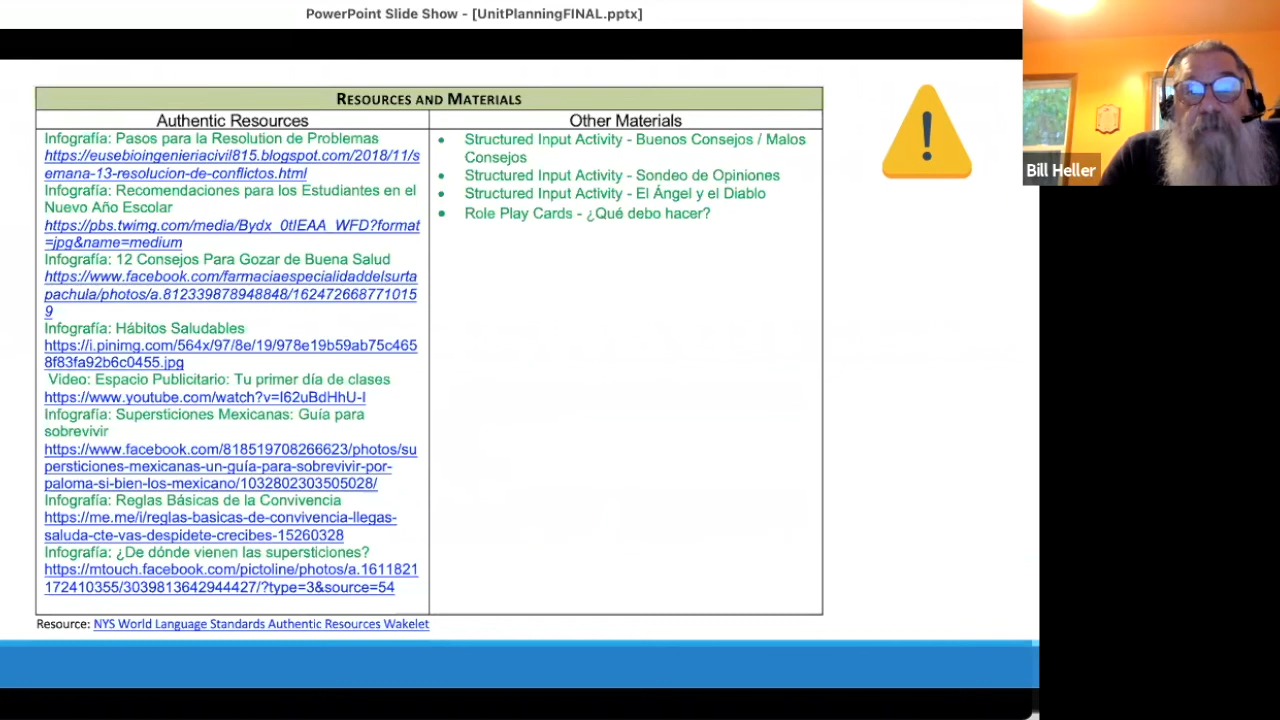 PowerPoint Slide Show - [UnitPlanningFINAL.pptx]
RESOURCES AND MATERIALS
Authentic Resources
Infografía: Pasos para la Resolution de Problemas
https://eusebioingenieriacivil815.blogspot.com/2018/11/s
emana-13-resolucion-de-conflictos.html
Infografía: Recomendaciones para los Estudiantes en el
Nuevo Año Escolar
https://pbs.twimg.com/media/Bydx_0tIEAA_WFD?format
=jpg&name=medium
Infografía: 12 Consejos Para Gozar de Buena Salud
https://www.facebook.com/farmaciaespecialidaddelsurta
pachula/photos/a.812339878948848/162472668771015
9
Infografía: Hábitos Saludables
https://i.pinimg.com/564x/97/8e/19/978e19b59ab75c465
8f83fa92b6c0455.jpg
Video: Espacio Publicitario: Tu primer día de clases
https://www.youtube.com/watch?v=I62uBdHhU-I
Infografía: Supersticiones Mexicanas: Guía para
sobrevivir
https://www.facebook.com/818519708266623/photos/su
persticiones-mexicanas-un-guía-para-sobrevivir-por-
paloma-si-bien-los-mexicano/1032802303505028/
Infografía: Reglas Básicas de la Convivencia
https://me.me/i/reglas-basicas-de-convivencia-llegas-
saluda-cte-vas-despidete-crecibes-15260328
Infografía: ¿De dónde vienen las supersticiones?
https://mtouch.facebook.com/pictoline/photos/a.1611821
172410355/3039813642944427/?type=3&source=54
Other Materials
• Structured Input Activity - Buenos Consejos / Malos
Consejos
• Structured Input Activity - Sondeo de Opiniones
• Structured Input Activity - El Ángel y el Diablo
• Role Play Cards - ¿Qué debo hacer?
Resource: NYS World Language Standards Authentic Resources Wakelet
!
Bill Heller